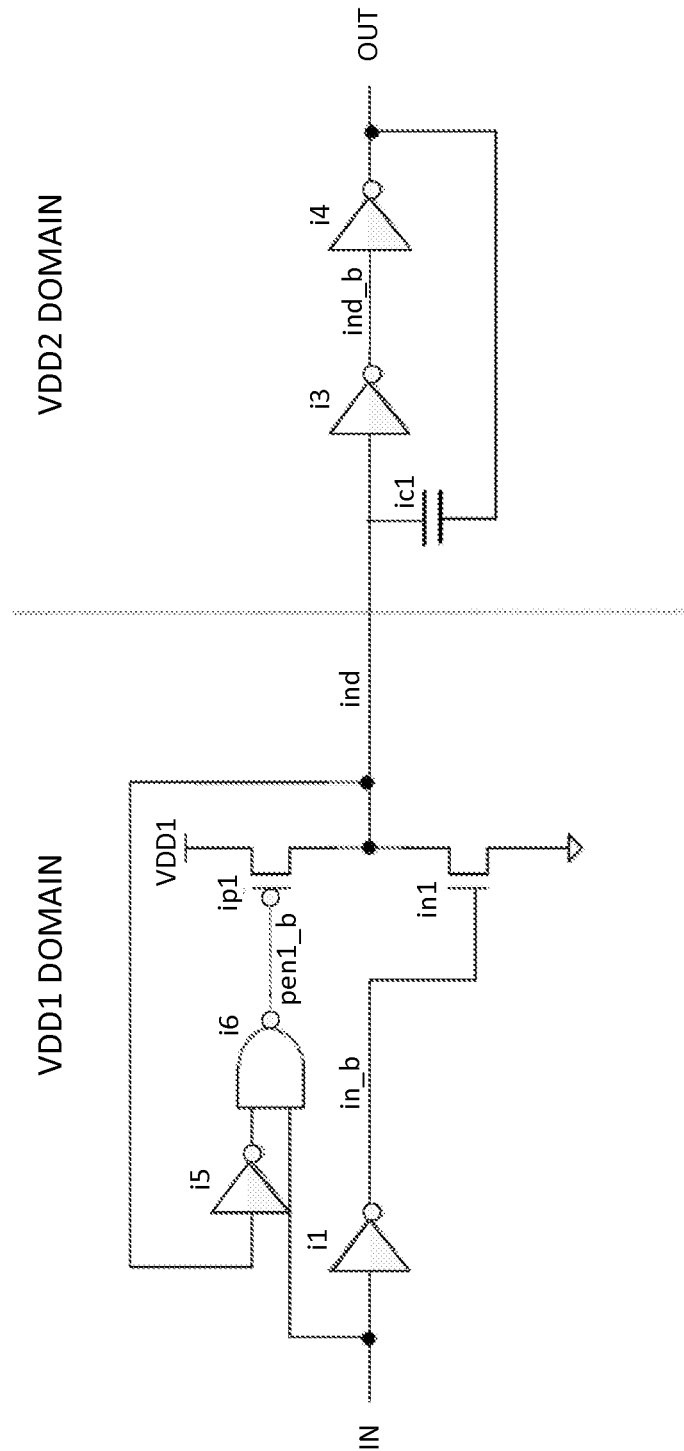 VDD1 DOMAIN
VDD2 DOMAIN
VDD1
i5
i6
ip1
pen1_b
ind
i3
ind_b
i4
OUT
ic1
IN
i1
in_b
in1